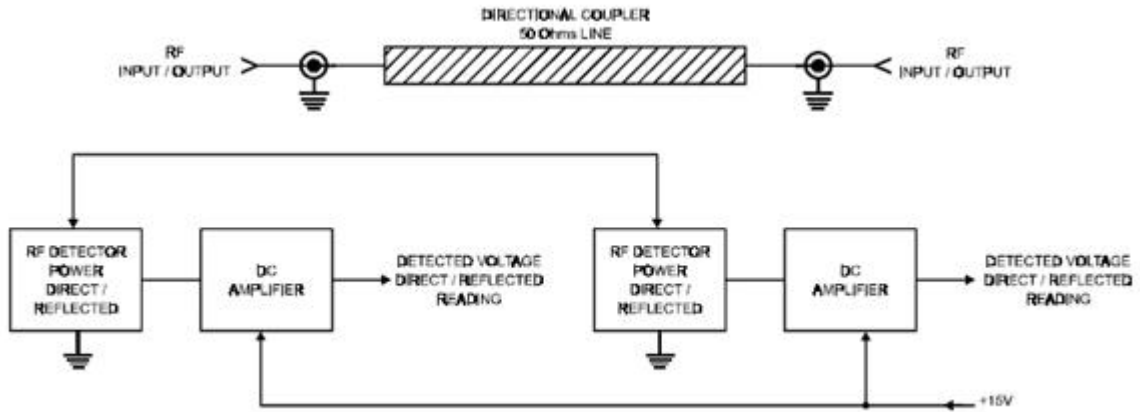 DIRECTIONAL COUPLER
50 Ohms LINE
RF
INPUT / OUTPUT
RF
INPUT / OUTPUT
RF DETECTOR
POWER
DIRECT /
REFLECTED
DC
AMPLIFIER
DETECTED VOLTAGE
DIRECT / REFLECTED
READING
RF DETECTOR
POWER
DIRECT /
REFLECTED
DC
AMPLIFIER
DETECTED VOLTAGE
DIRECT / REFLECTED
READING
+15V